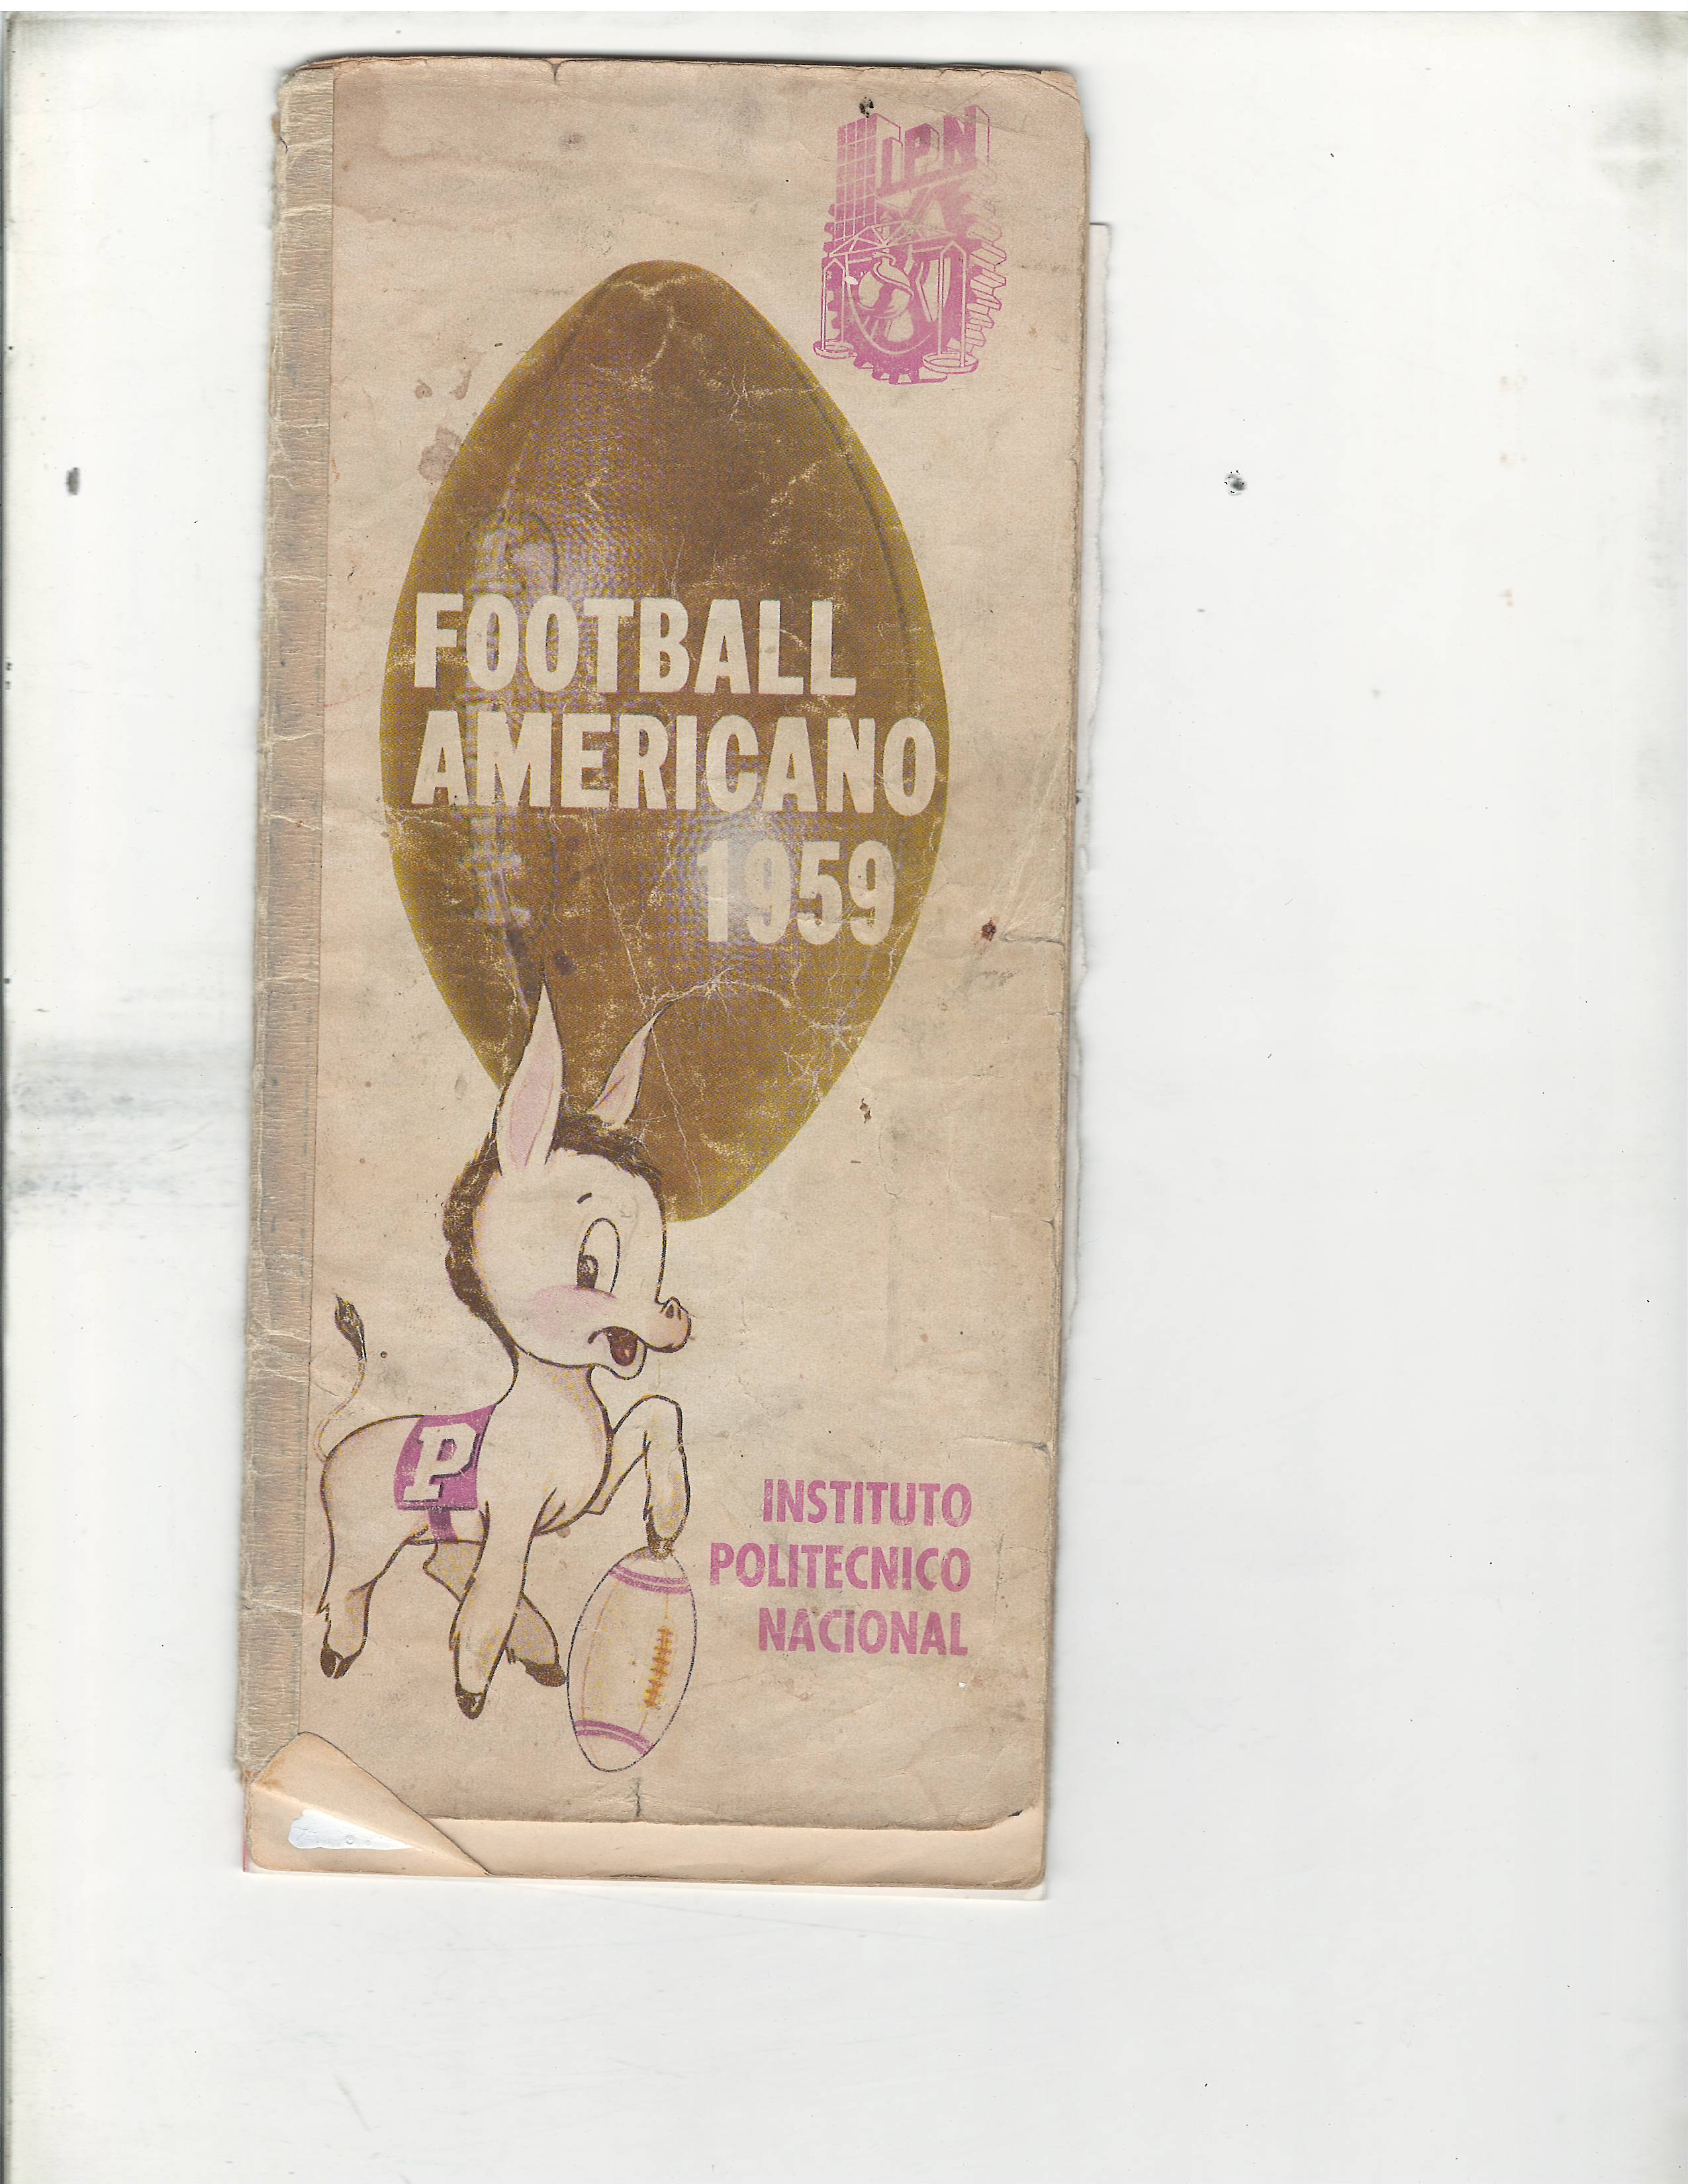 IPN
FOOTBALL
AMERICANO
1959
P
INSTITUTO
POLITECNICO
NACIONAL